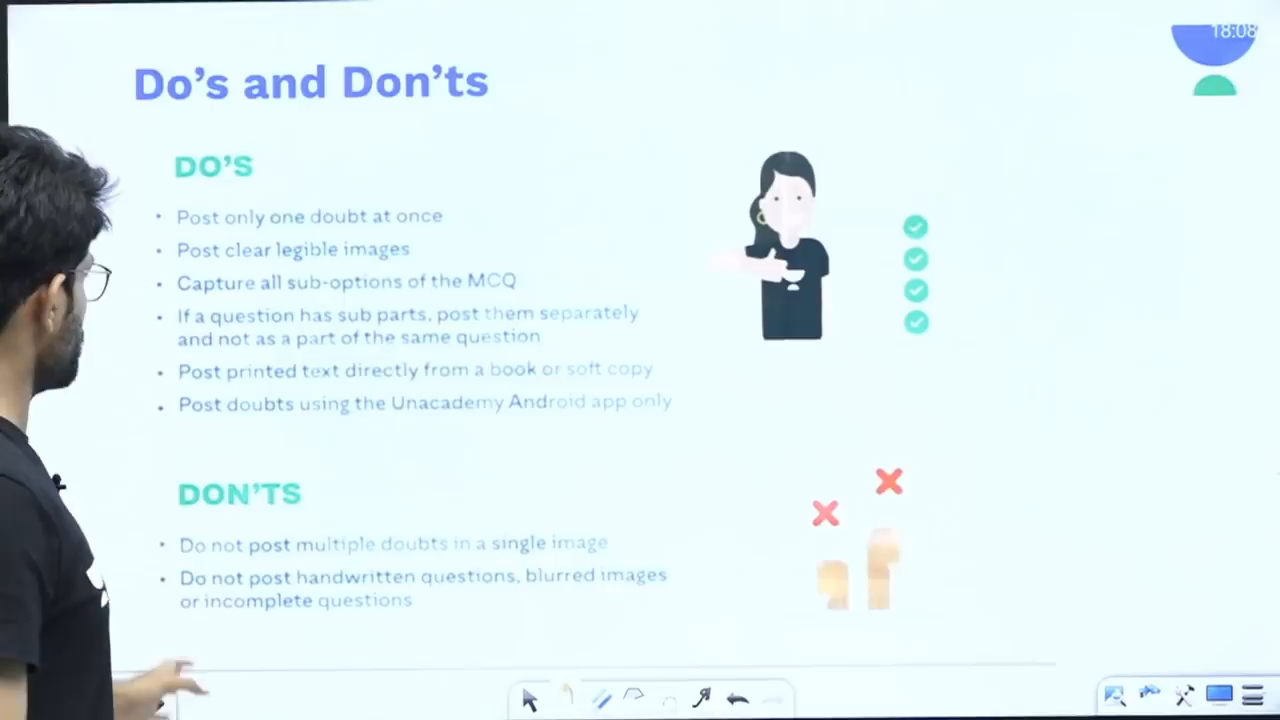 18:08
Do's and Don'ts
DO'S
• Post only one doubt at once
• Post clear legible images
• Capture all sub-options of the MCQ
• If a question has sub parts, post them separately
and not as a part of the same question
• Post printed text directly from a book or soft copy
• Post doubts using the Unacademy Android app only
DON'TS
• Do not post multiple doubts in a single image
• Do not post handwritten questions, blurred images
or incomplete questions